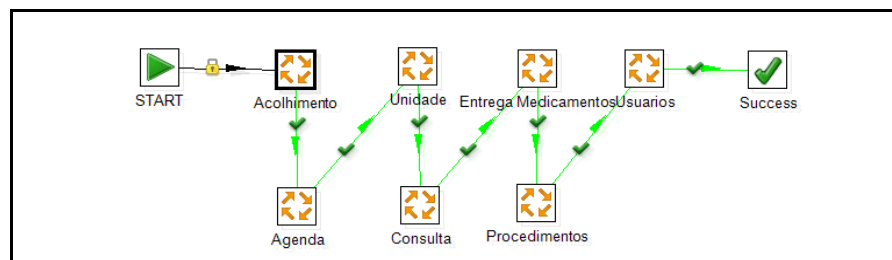 START
Acolhimento
Unidade
Entrega Medicamentos
Usuarios
Success
Agenda
Consulta
Procedimentos